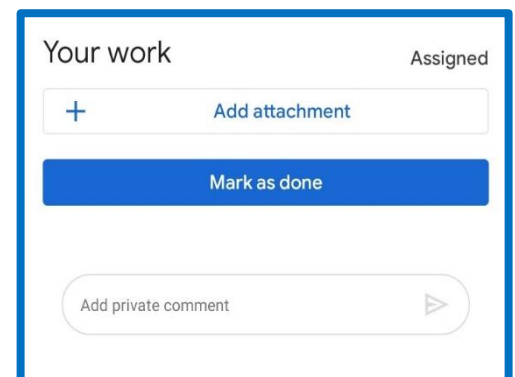 Your work
Assigned
+ Add attachment
Mark as done
Add private comment